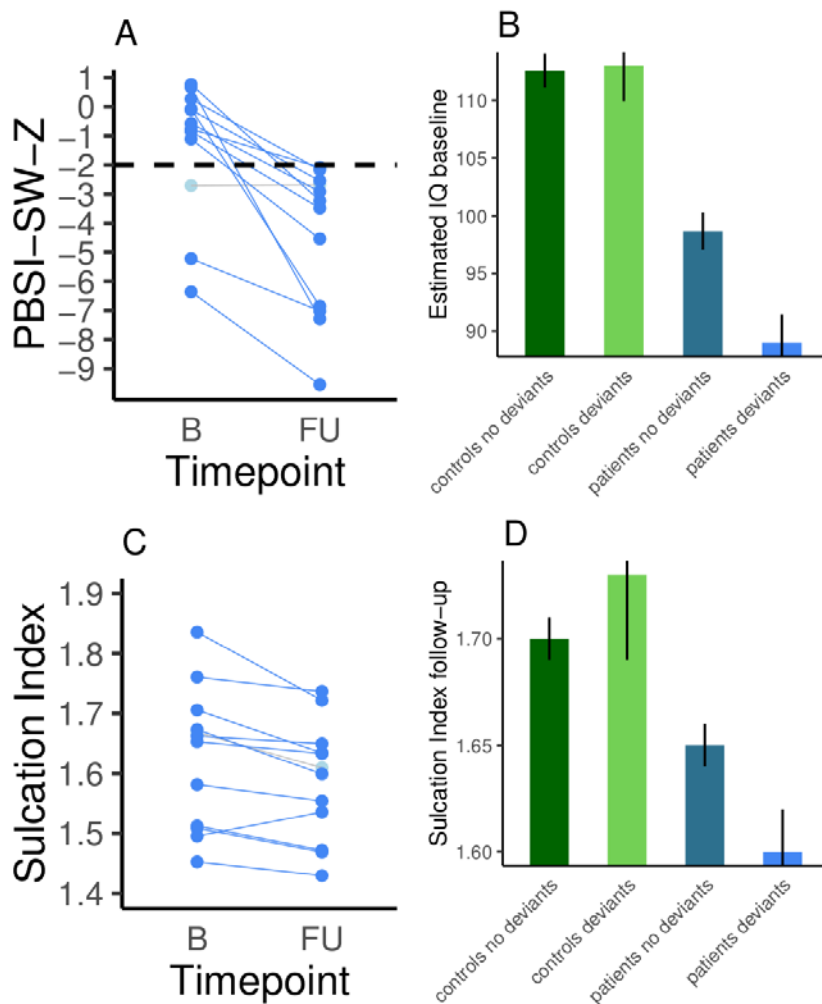 A
PBSI-SW-Z
1
0
-1
-2
-3
-4
-5
-6
-7
-8
-9
B FU
Timepoint
B
Estimated IQ baseline
110
105
100
95
90
controls no deviants
controls deviants
patients no deviants
patients deviants
C
Sulcation Index
1.9
1.8
1.7
1.6
1.5
1.4
B FU
Timepoint
D
Sulcation Index follow-up
1.70
1.65
1.60
controls no deviants
controls deviants
patients no deviants
patients deviants